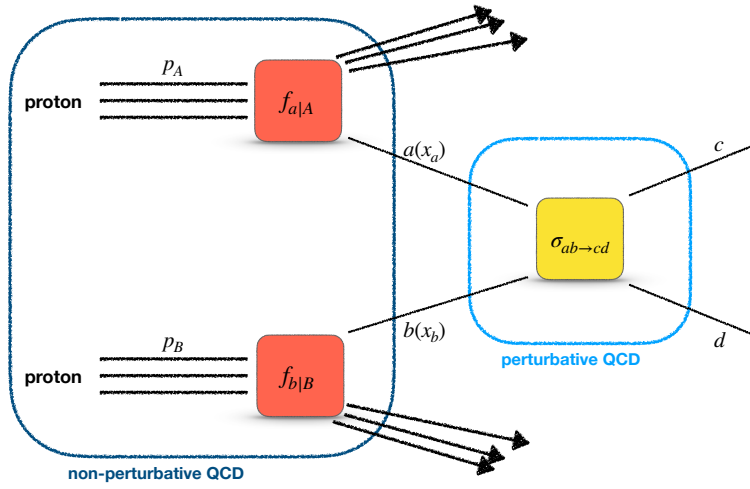 p_A
proton
f_{a|A}
a(x_a)
c
σ_{ab→cd}
p_B
b(x_b)
d
proton
f_{b|B}
perturbative QCD
non-perturbative QCD